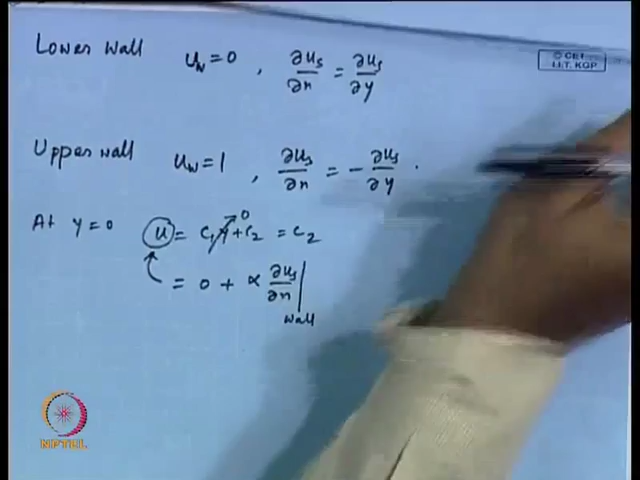 Lower wall u_w = 0 , ∂u_s/∂n = ∂u_s/∂y
© CET
I.I.T. KGP
Upper wall u_w = 1 , ∂u_s/∂n = - ∂u_s/∂y .
At y = 0 u = c_1 y + c_2 = c_2
0
= 0 + α ∂u_s/∂n |
wall
NPTEL